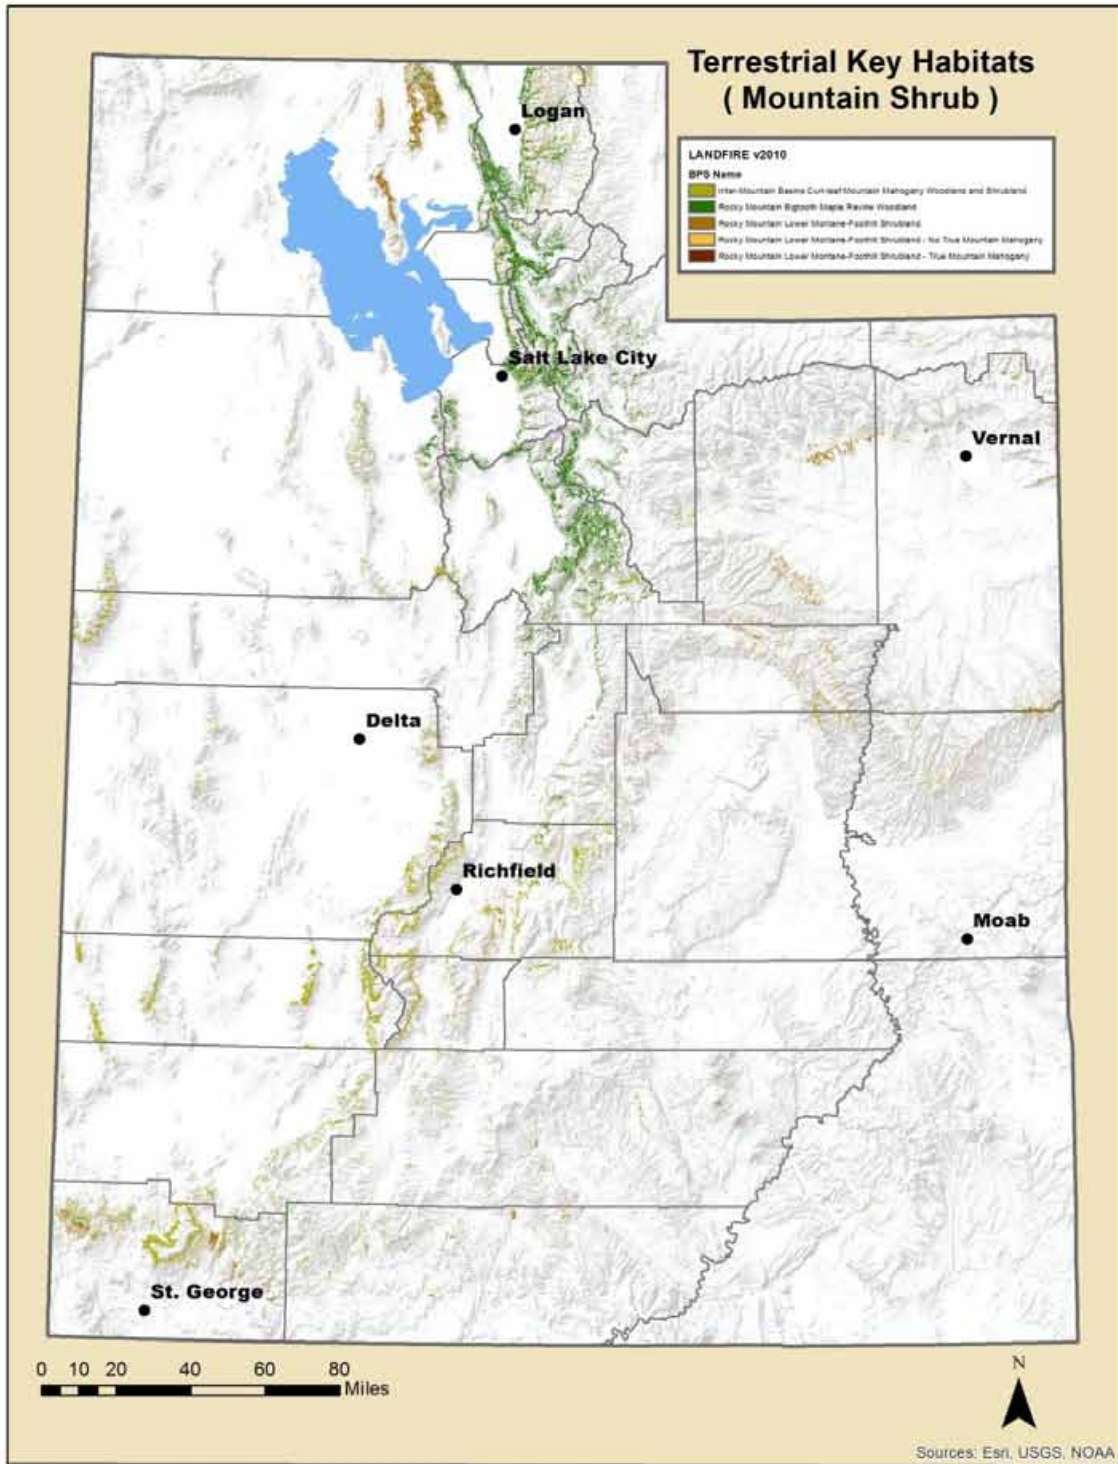 Terrestrial Key Habitats
( Mountain Shrub )
LANDFIRE v2010
BPS Name
Inter-Mountain Basins Curl-leaf Mountain Mahogany Woodland and Shrubland
Rocky Mountain Bigtooth Maple Ravine Woodland
Rocky Mountain Lower Montane-Foothill Shrubland
Rocky Mountain Lower Montane-Foothill Shrubland - No True Mountain Mahogany
Rocky Mountain Lower Montane-Foothill Shrubland - True Mountain Mahogany
Logan
Salt Lake City
Vernal
Delta
Richfield
Moab
St. George
0 10 20 40 60 80
Miles
N
Sources: Esri, USGS, NOAA